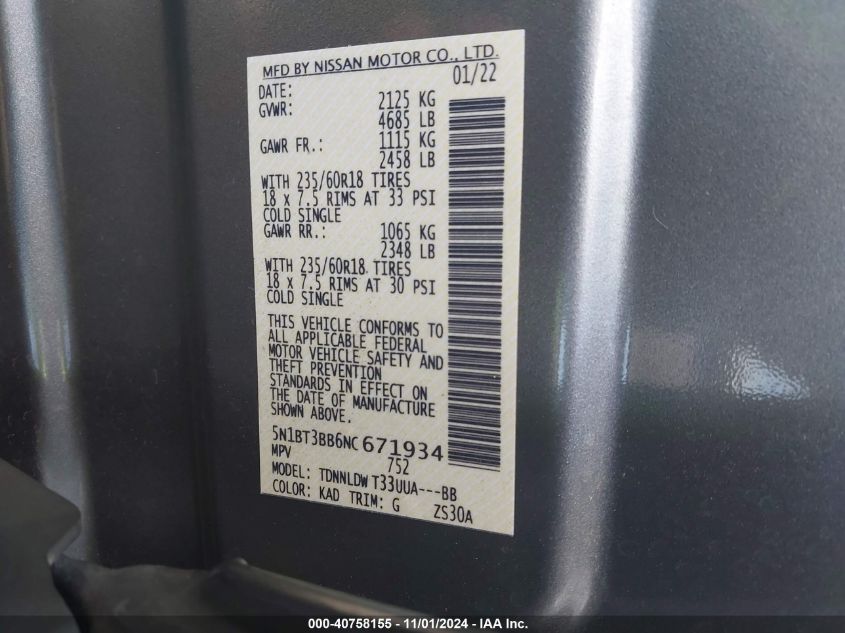 MFD BY NISSAN MOTOR CO., LTD.
DATE: 01/22
GVWR: 2125 KG
4685 LB
GAWR FR.: 1115 KG
2458 LB
WITH 235/60R18 TIRES
18 x 7.5 RIMS AT 33 PSI
COLD SINGLE
GAWR RR.: 1065 KG
2348 LB
WITH 235/60R18 TIRES
18 x 7.5 RIMS AT 30 PSI
COLD SINGLE
THIS VEHICLE CONFORMS TO
ALL APPLICABLE FEDERAL
MOTOR VEHICLE SAFETY AND
THEFT PREVENTION
STANDARDS IN EFFECT ON
THE DATE OF MANUFACTURE
SHOWN ABOVE.
5N1BT3BB6NC671934
MPV 752
MODEL: TDNNLDW T33UUA---BB
COLOR: KAD TRIM: G ZS30A
000-40758155 - 11/01/2024 - IAA Inc.